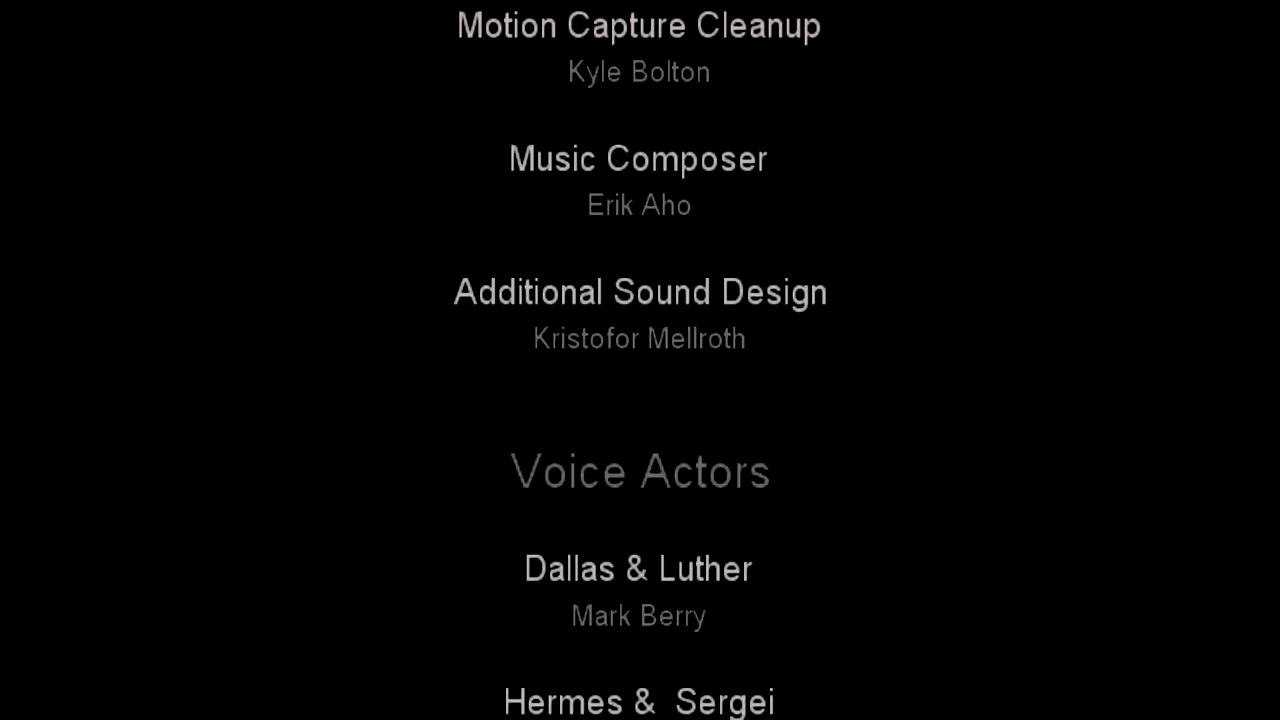 Motion Capture Cleanup
Kyle Bolton
Music Composer
Erik Aho
Additional Sound Design
Kristofor Mellroth
Voice Actors
Dallas & Luther
Mark Berry
Hermes &  Sergei